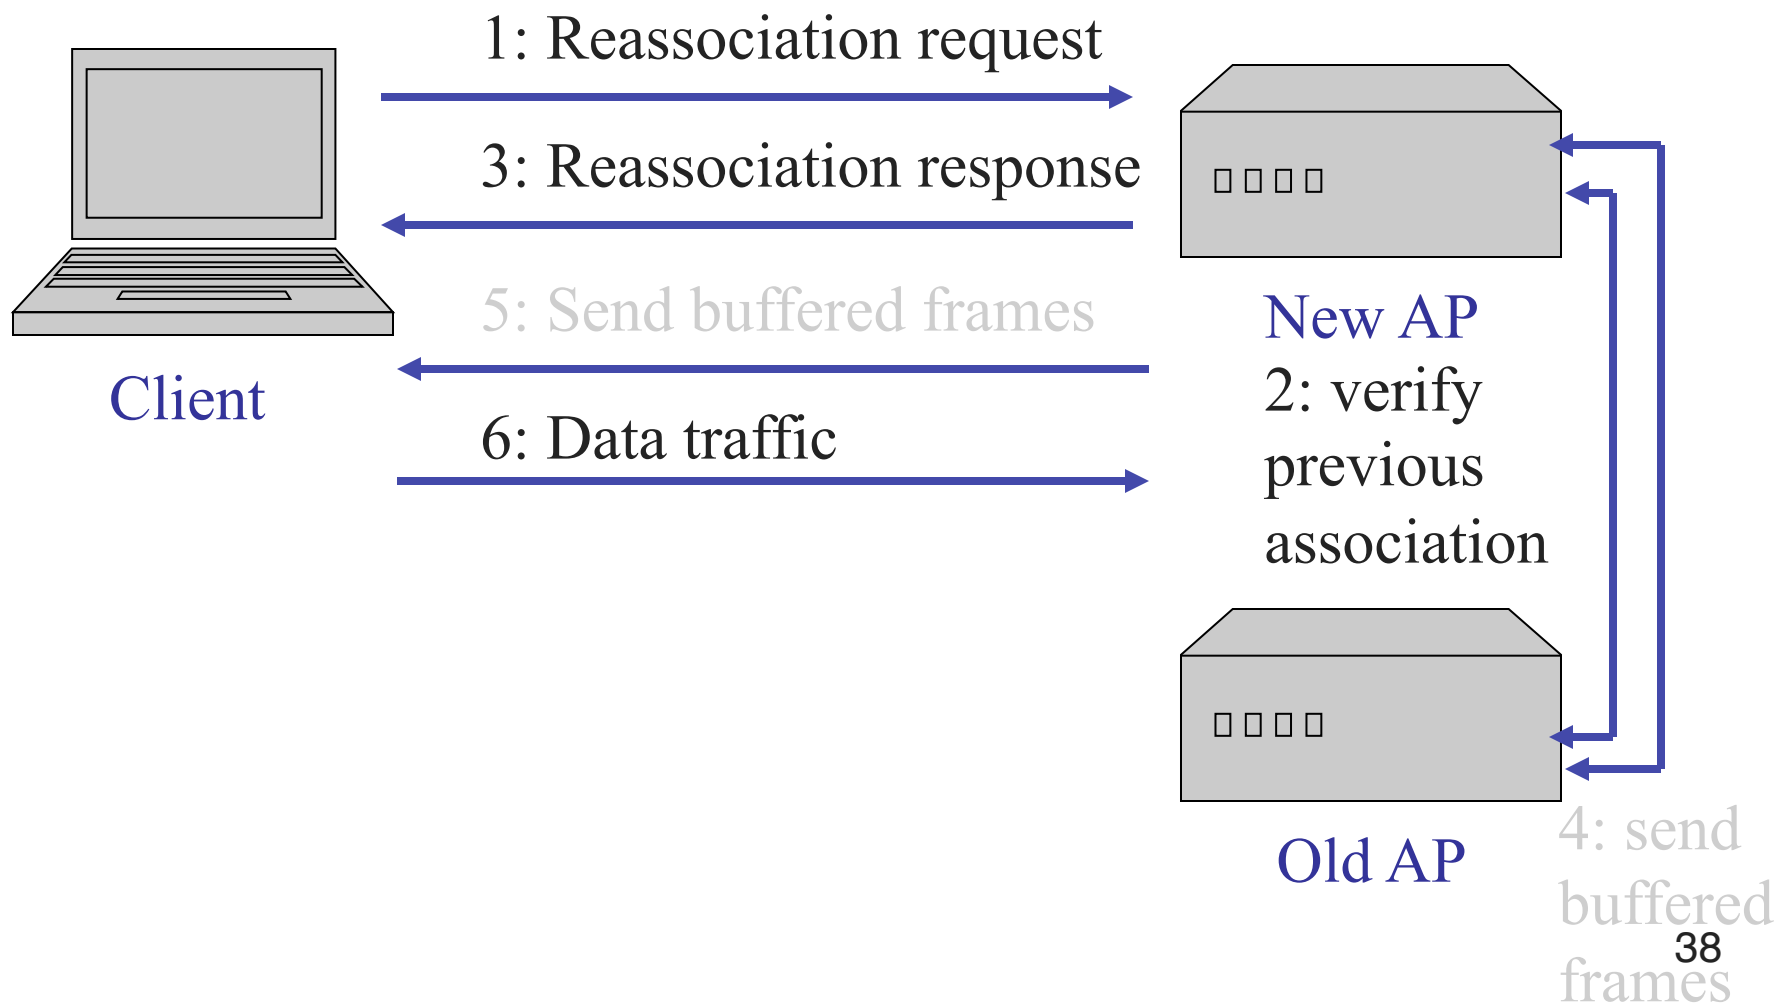 1: Reassociation request
3: Reassociation response
5: Send buffered frames
6: Data traffic
Client
New AP
2: verify
previous
association
Old AP
4: send
buffered
frames
38